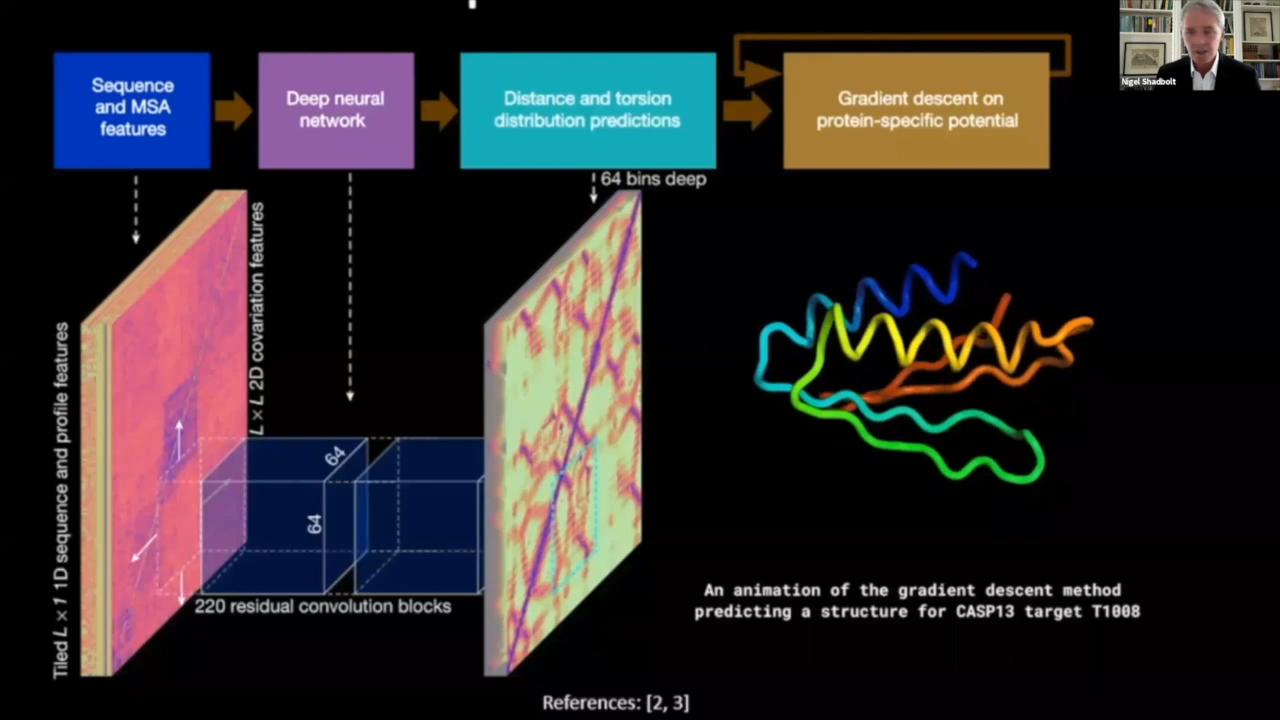 Nigel Shadbolt
Sequence
and MSA
features
Deep neural
network
Distance and torsion
distribution predictions
Gradient descent on
protein-specific potential
64 bins deep
Tiled L × 1 1D sequence and profile features
L × L 2D covariation features
64
64
220 residual convolution blocks
An animation of the gradient descent method
predicting a structure for CASP13 target T1008
References: [2, 3]